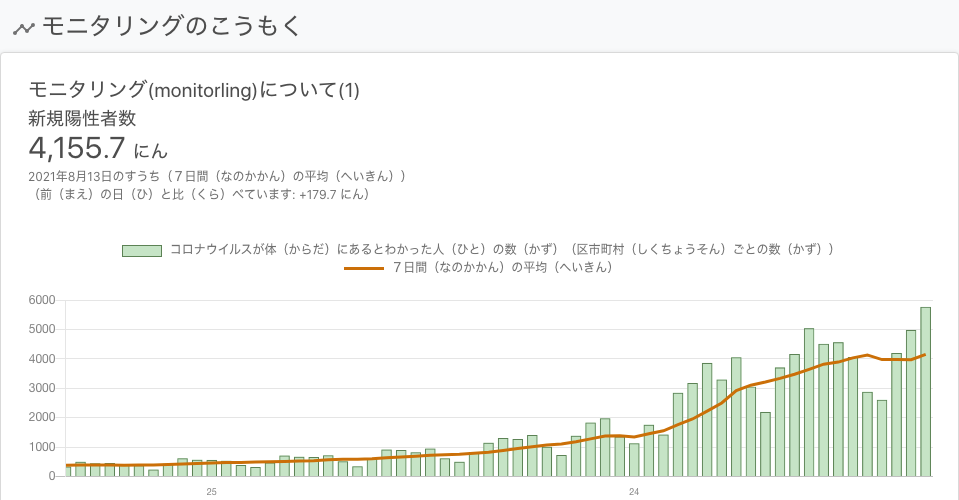 モニタリングのこうもく
モニタリング(monitorling)について(1)
新規陽性者数
4,155.7 にん
2021年8月13日のすうち（７日間（なのかかん）の平均（へいきん））
（前（まえ）の日（ひ）と比（くら）べています: +179.7 にん）
コロナウイルスが体（からだ）にあるとわかった人（ひと）の数（かず）（区市町村（しくちょうそん）ごとの数（かず））
７日間（なのかかん）の平均（へいきん）
6000
5000
4000
3000
2000
1000
0
25 24